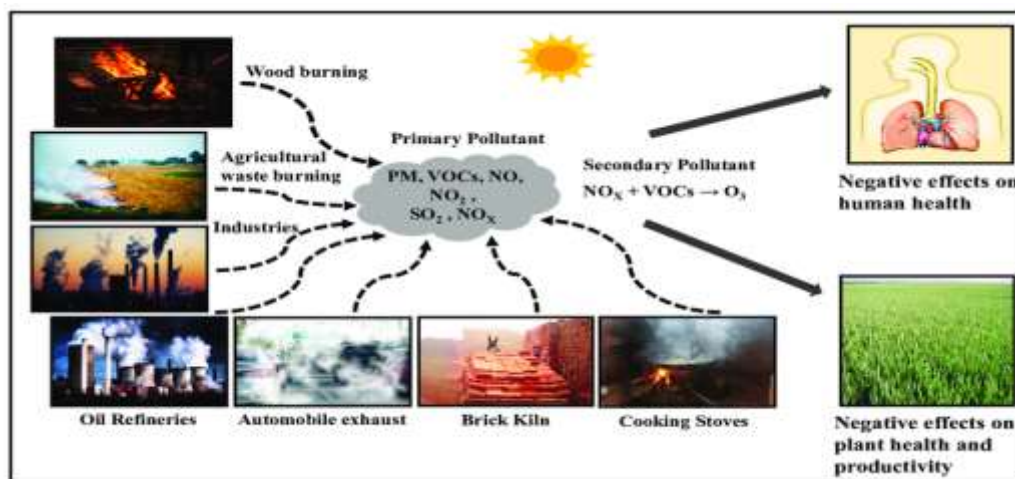 Wood burning
Agricultural
waste burning
Industries
Primary Pollutant
PM, VOCs, NO,
NO₂ ,
SO₂ , NOX
Secondary Pollutant
NOX + VOCs → O₃
Negative effects on
human health
Oil Refineries
Automobile exhaust
Brick Kiln
Cooking Stoves
Negative effects on
plant health and
productivity